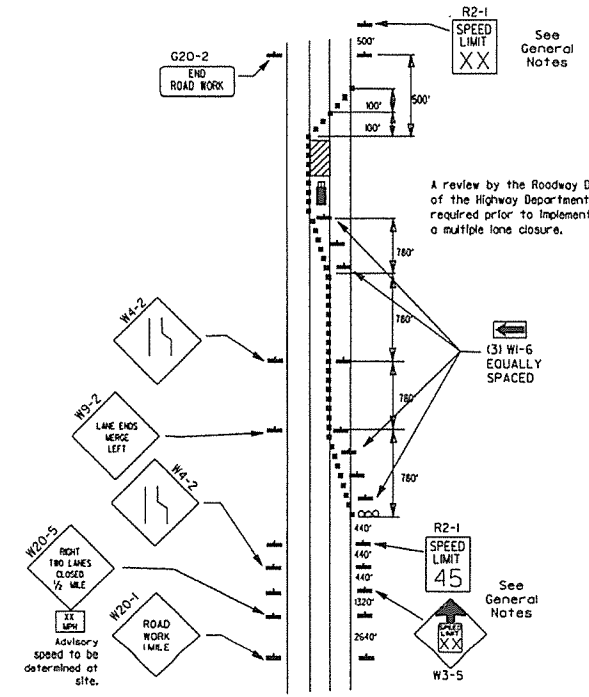 R2-1
SPEED
LIMIT
XX
See
General
Notes
500'
G20-2
END
ROAD WORK
100'
500'
100'
A review by the Roadway D
of the Highway Department
required prior to implement
a multiple lane closure.
780'
780'
W4-2
(3) W1-6
EQUALLY
SPACED
W9-2
LANE ENDS
MERGE
LEFT
780'
780'
W4-2
440'
R2-1
SPEED
LIMIT
45
440'
440'
W20-5
RIGHT
TWO LANES
CLOSED
1/2 MILE
XX
MPH
Advisory
speed to be
determined at
site.
W20-1
ROAD
WORK
1 MILE
1320'
2640'
See
General
Notes
SPEED
LIMIT
XX
W3-5